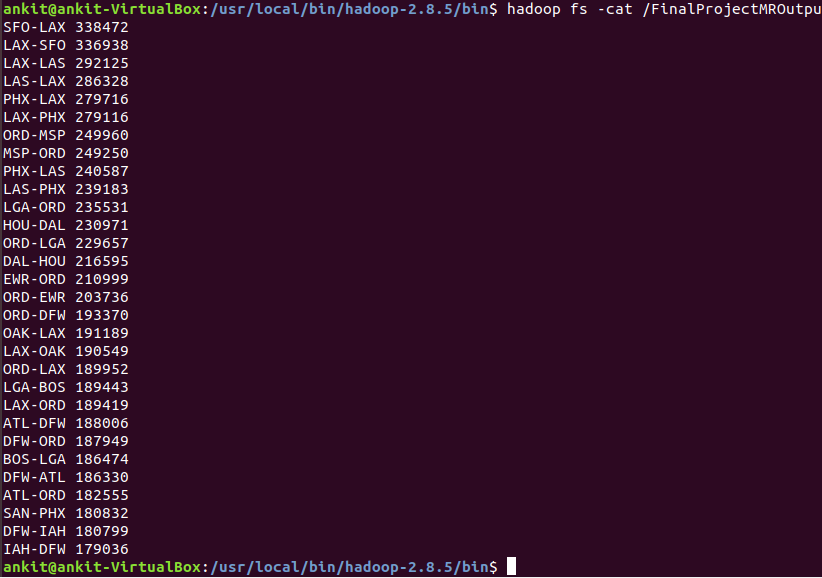 ankit@ankit-VirtualBox:/usr/local/bin/hadoop-2.8.5/bin$ hadoop fs -cat /FinalProjectMROutpu
SFO-LAX 338472
LAX-SFO 336938
LAX-LAS 292125
LAS-LAX 286328
PHX-LAX 279716
LAX-PHX 279116
ORD-MSP 249960
MSP-ORD 249250
PHX-LAS 240587
LAS-PHX 239183
LGA-ORD 235531
HOU-DAL 230971
ORD-LGA 229657
DAL-HOU 216595
EWR-ORD 210999
ORD-EWR 203736
ORD-DFW 193370
OAK-LAX 191189
LAX-OAK 190549
ORD-LAX 189952
LGA-BOS 189443
LAX-ORD 189419
ATL-DFW 188006
DFW-ORD 187949
BOS-LGA 186474
DFW-ATL 186330
ATL-ORD 182555
SAN-PHX 180832
DFW-IAH 180799
IAH-DFW 179036
ankit@ankit-VirtualBox:/usr/local/bin/hadoop-2.8.5/bin$